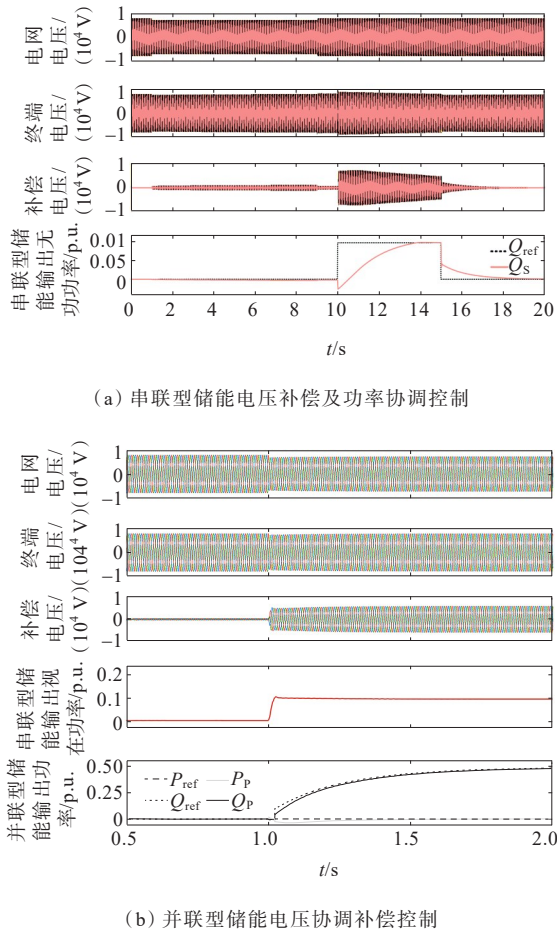 电网
电压/
(10⁴ V)
1
0
−1
终端
电压/
(10⁴ V)
1
0
−1
补偿
电压/
(10⁴ V)
1
0
−1
串联型储
能输出无
功功率/p.u.
0.01
0.05
0
Qref
QS
0 2 4 6 8 10 12 14 16 18 20
t/s
(a) 串联型储能电压补偿及功率协调控制
电网
电压/
(10⁴ V)
1
0
−1
终端
电压/
(104⁴ V)
1
0
−1
补偿
电压/
(10⁴ V)
1
0
−1
串联型储
能输出视
在功率/p.u.
0.2
0.1
0
并联型储
能输出功
率/p.u.
0.50
0.25
0
Pref PP
Qref QP
0.5 1.0 1.5 2.0
t/s
(b) 并联型储能电压协调补偿控制